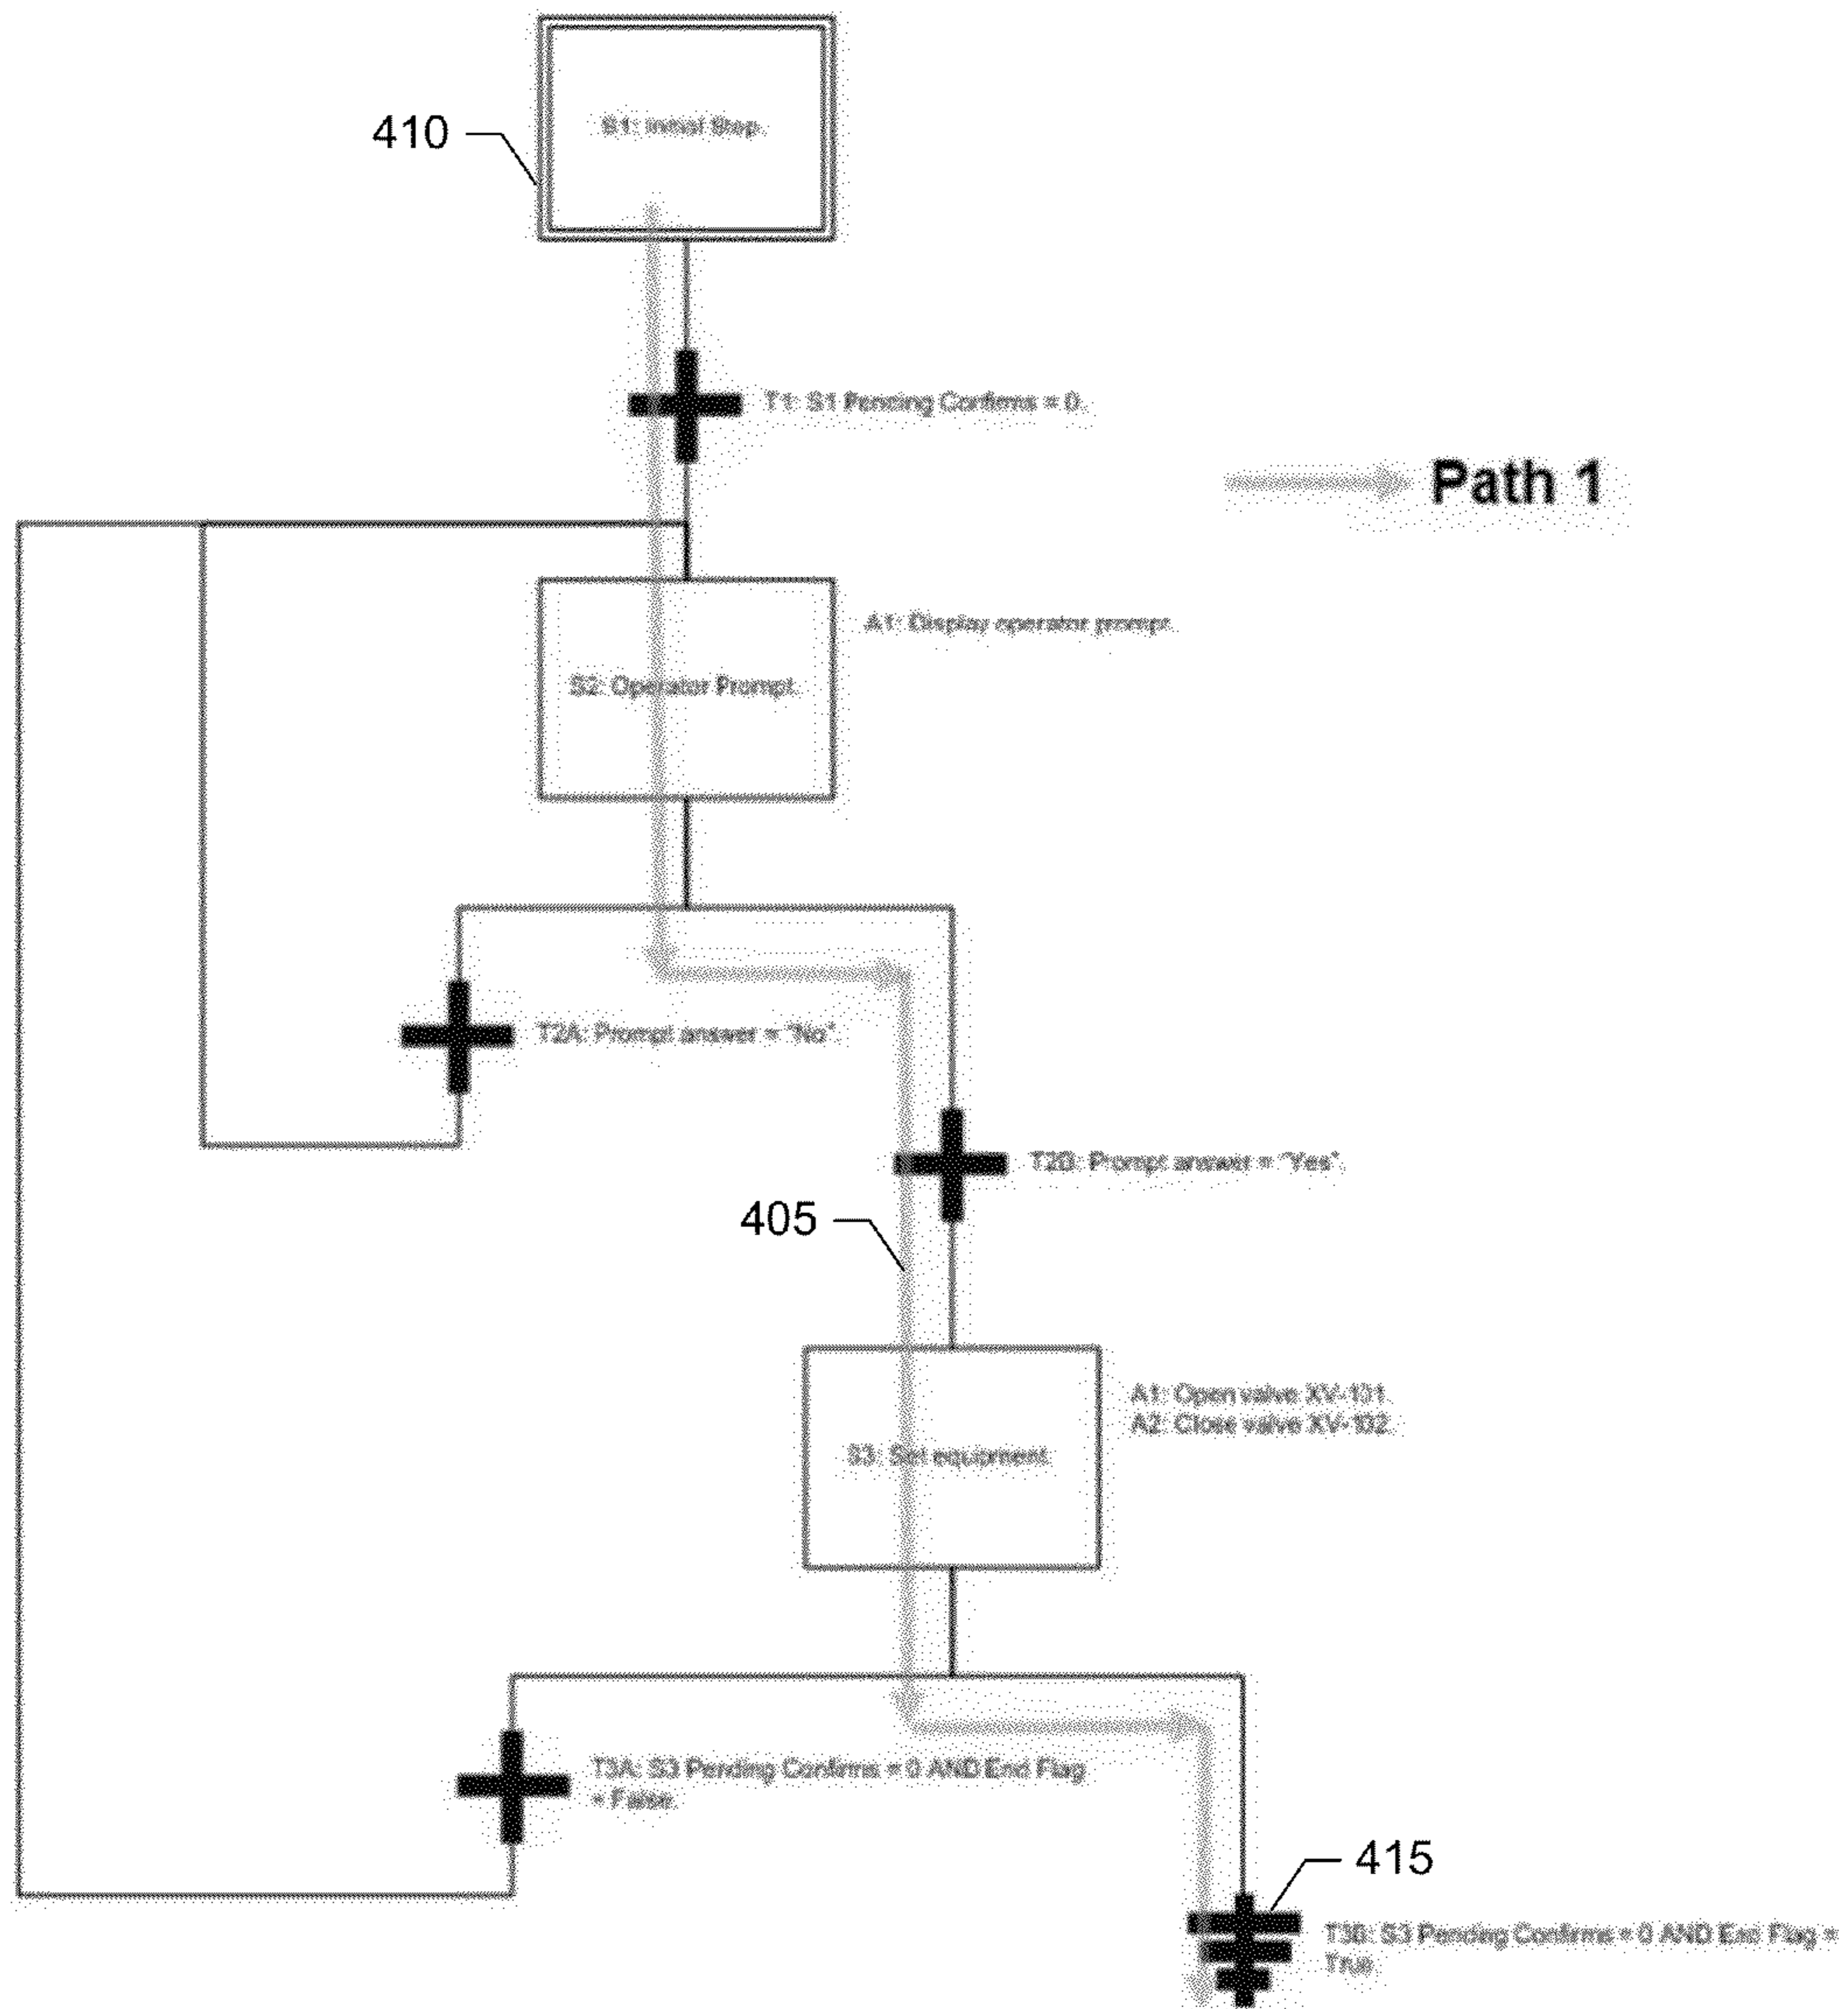 S1: Initial Step.
410
T1: S1 Pending Confirms = 0.
Path 1
A1: Display operator prompt.
S2: Operator Prompt.
T2A: Prompt answer = "No".
T2B: Prompt answer = "Yes".
405
A1: Open valve XV-101.
A2: Close valve XV-102.
S3: Set equipment.
T3A: S3 Pending Confirms = 0 AND End Flag
= False.
415
T3B: S3 Pending Confirms = 0 AND End Flag =
True.